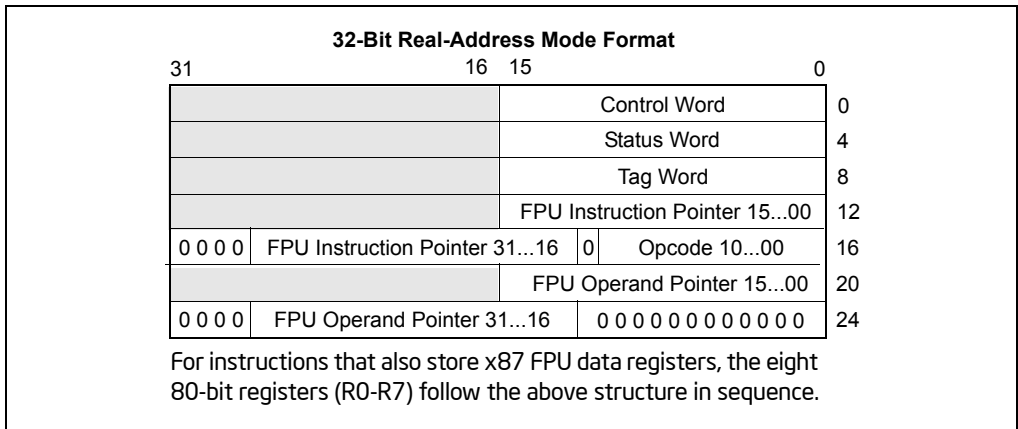 32-Bit Real-Address Mode Format
31 16 15 0
Control Word 0
Status Word 4
Tag Word 8
FPU Instruction Pointer 15...00 12
0 0 0 0 FPU Instruction Pointer 31...16 0 Opcode 10...00 16
FPU Operand Pointer 15...00 20
0 0 0 0 FPU Operand Pointer 31...16 0 0 0 0 0 0 0 0 0 0 0 0 24
For instructions that also store x87 FPU data registers, the eight
80-bit registers (R0-R7) follow the above structure in sequence.